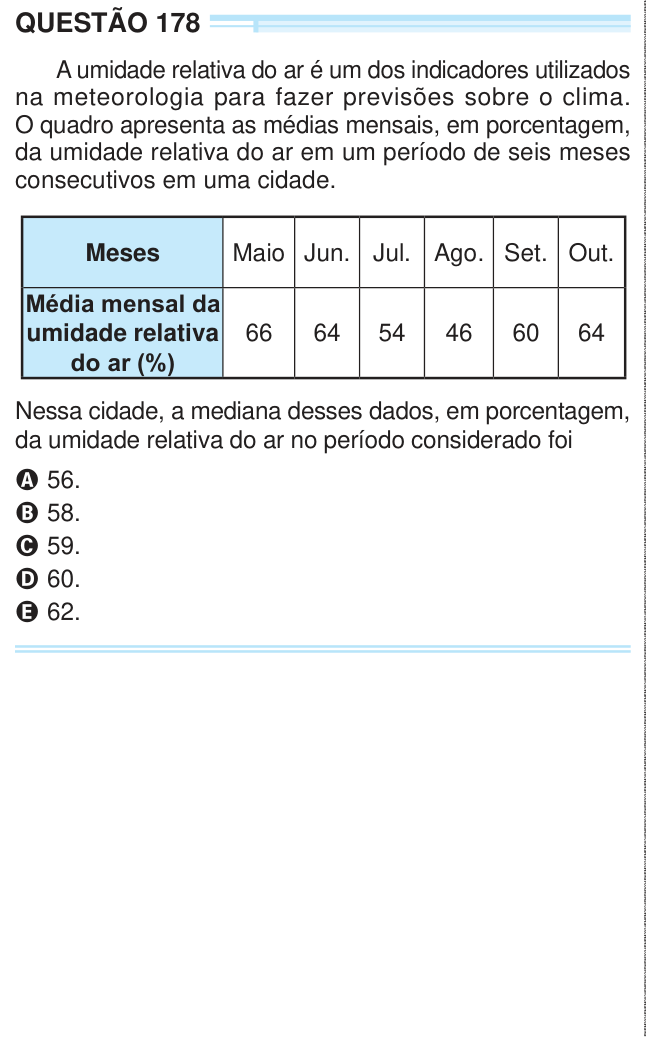 QUESTÃO 178
A umidade relativa do ar é um dos indicadores utilizados
na meteorologia para fazer previsões sobre o clima.
O quadro apresenta as médias mensais, em porcentagem,
da umidade relativa do ar em um período de seis meses
consecutivos em uma cidade.
Meses Maio Jun. Jul. Ago. Set. Out.
Média mensal da
umidade relativa 66 64 54 46 60 64
do ar (%)
Nessa cidade, a mediana desses dados, em porcentagem,
da umidade relativa do ar no período considerado foi
A 56.
B 58.
C 59.
D 60.
E 62.